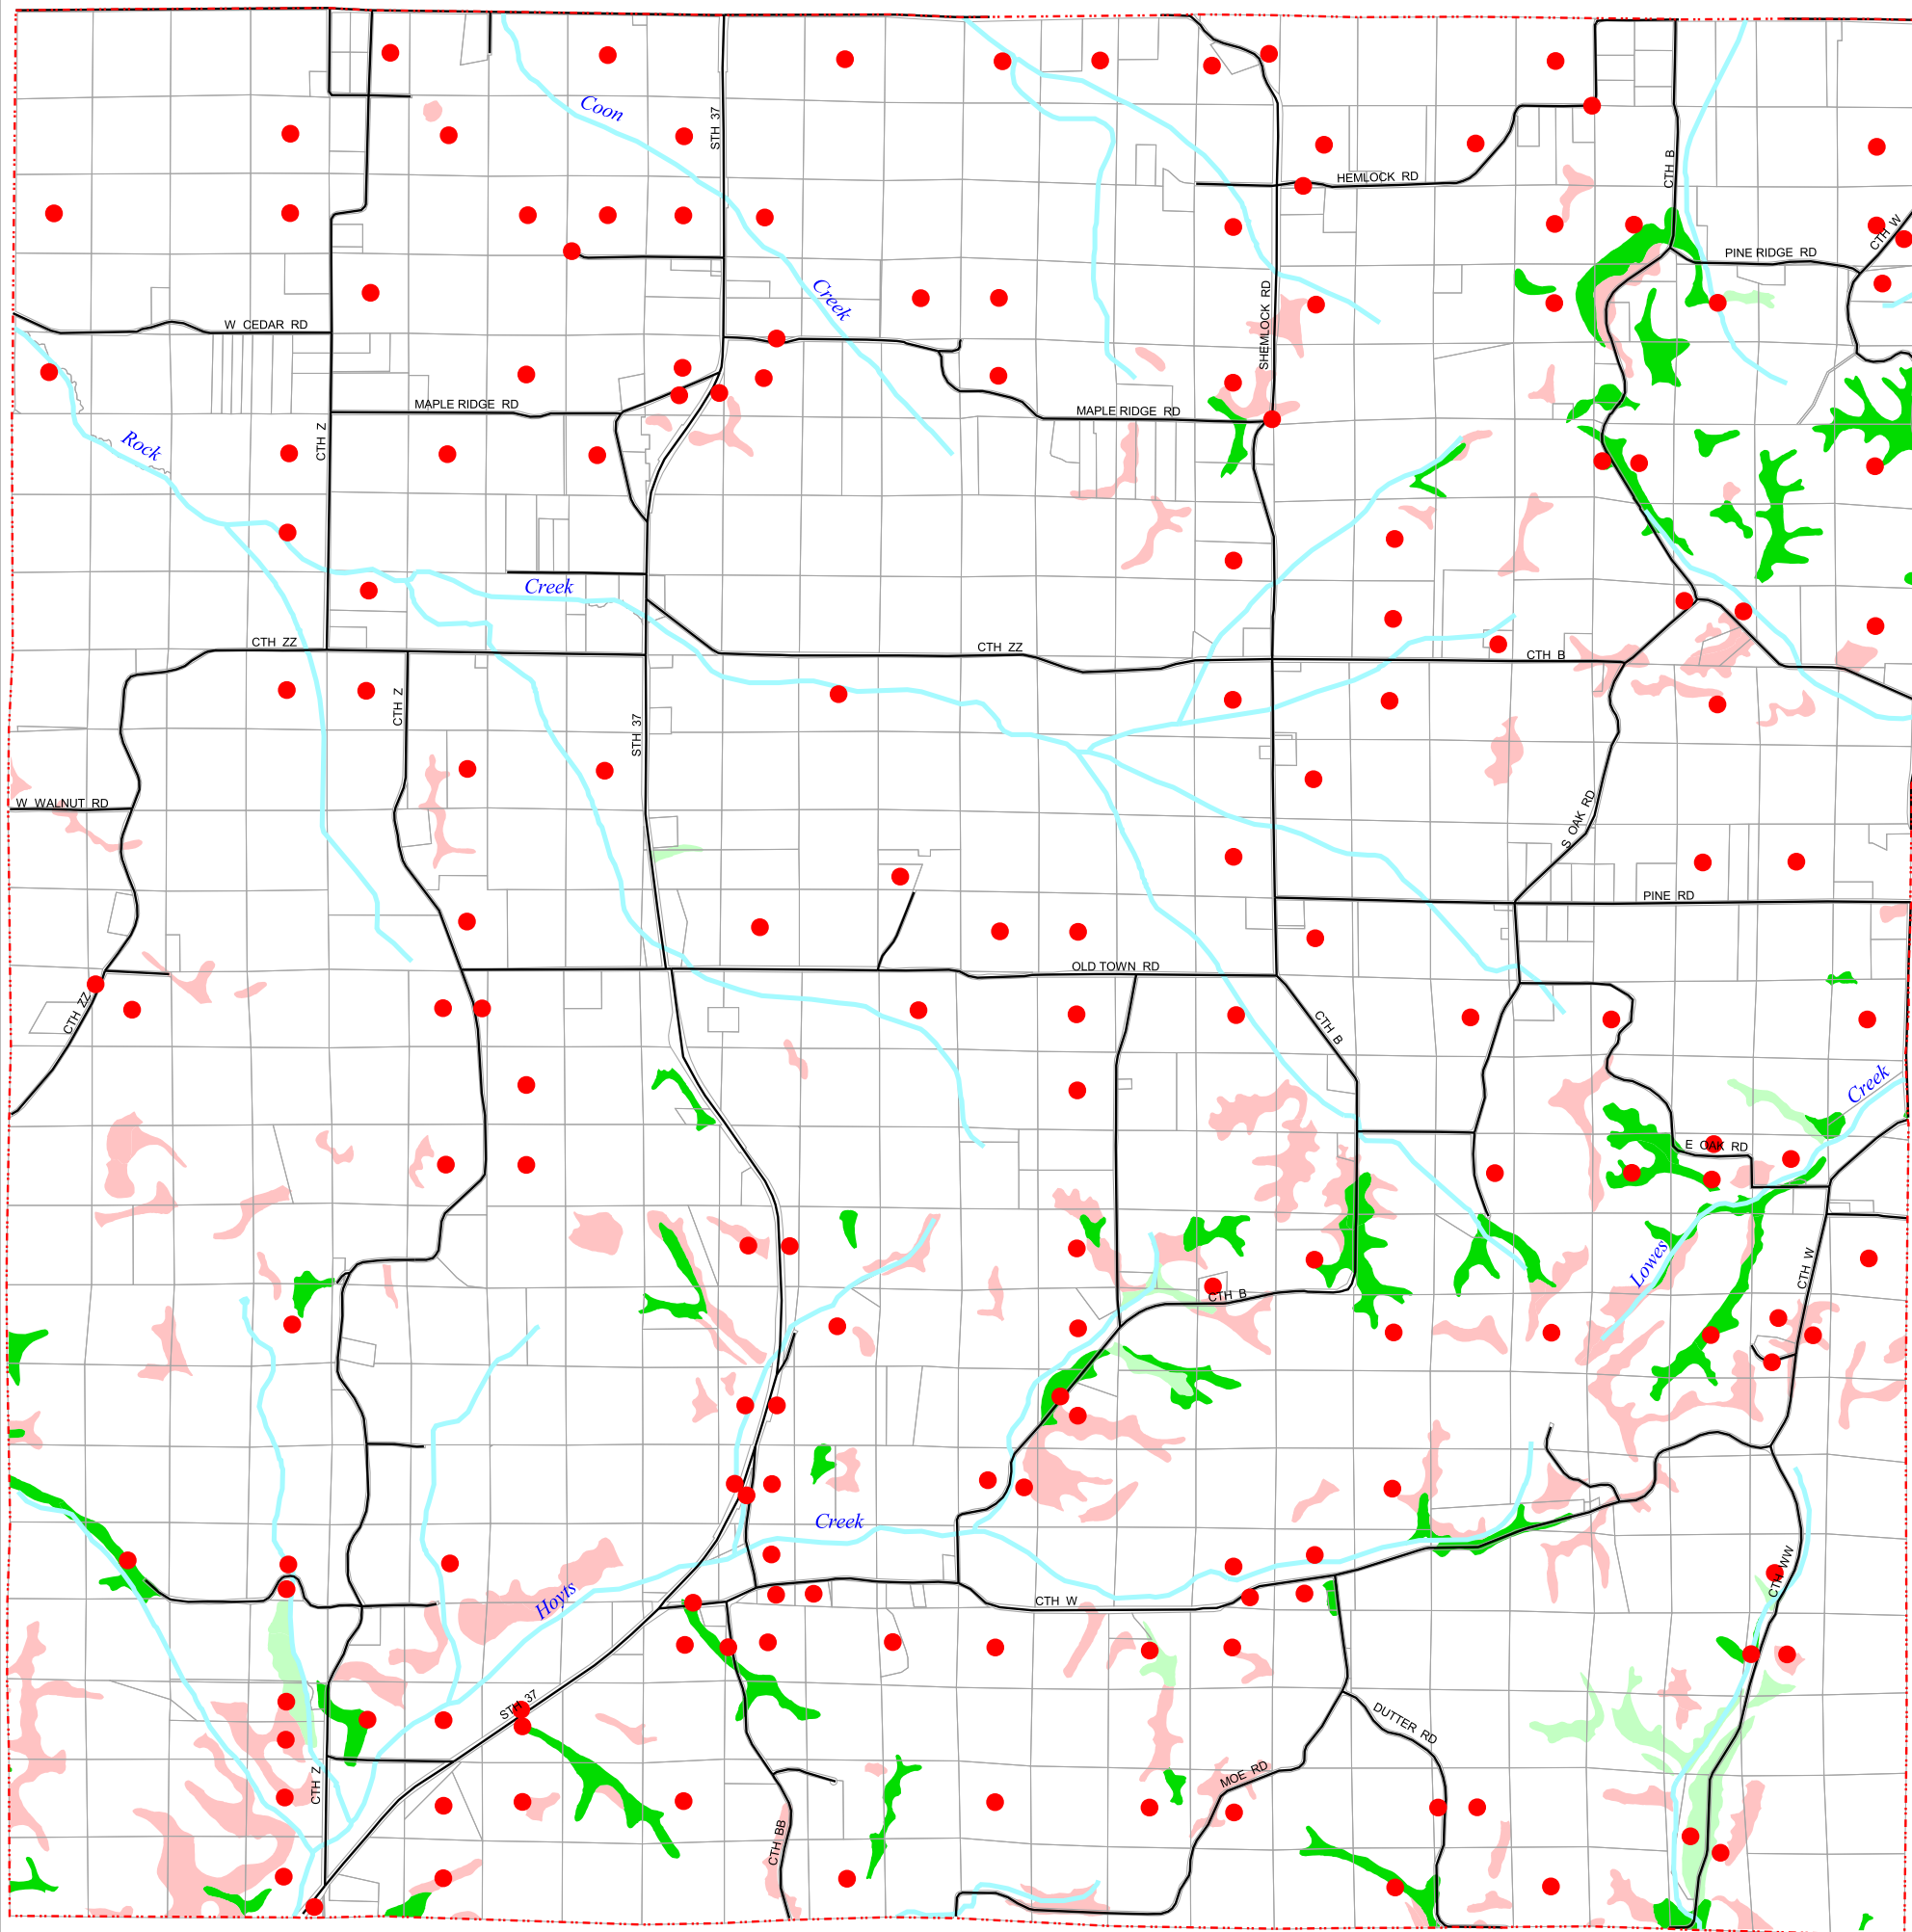 Coon
STH 37
HEMLOCK RD
CTH B
CTH W
PINE RIDGE RD
Creek
W CEDAR RD
SHEMLOCK RD
MAPLE RIDGE RD
MAPLE RIDGE RD
CTH Z
Rock
Creek
CTH ZZ
CTH ZZ
CTH B
CTH Z
STH 37
W WALNUT RD
S OAK RD
PINE RD
OLD TOWN RD
CTH ZZ
CTH B
Creek
E OAK RD
Lowes
CTH W
CTH B
Creek
Hoyts
CTH W
CTH WW
STH 37
DUTTER RD
MOE RD
CTH Z
CTH BB